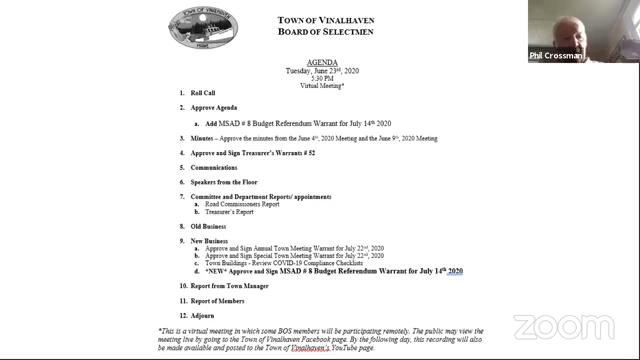 TOWN OF VINALHAVEN
BOARD OF SELECTMEN
TOWN OF VINALHAVEN
MAINE
Phil Crossman
AGENDA
Tuesday, June 23rd, 2020
5:30 PM
Virtual Meeting*
1. Roll Call
2. Approve Agenda
a. Add MSAD # 8 Budget Referendum Warrant for July 14th 2020
3. Minutes – Approve the minutes from the June 4th, 2020 Meeting and the June 9th, 2020 Meeting
4. Approve and Sign Treasurer's Warrants # 52
5. Communications
6. Speakers from the Floor
7. Committee and Department Reports/ appointments
a. Road Commissioners Report
b. Treasurer's Report
8. Old Business
9. New Business
a. Approve and Sign Annual Town Meeting Warrant for July 22nd, 2020
b. Approve and Sign Special Town Meeting Warrant for July 22nd, 2020
c. Town Buildings - Review COVID-19 Compliance Checklists
d. *NEW* Approve and Sign MSAD # 8 Budget Referendum Warrant for July 14th 2020
10. Report from Town Manager
11. Report of Members
12. Adjourn
*This is a virtual meeting in which some BOS members will be participating remotely. The public may view the
meeting live by going to the Town of Vinalhaven Facebook page. By the following day, this recording will also
be made available and posted to the Town of Vinalhaven's YouTube page.
zoom